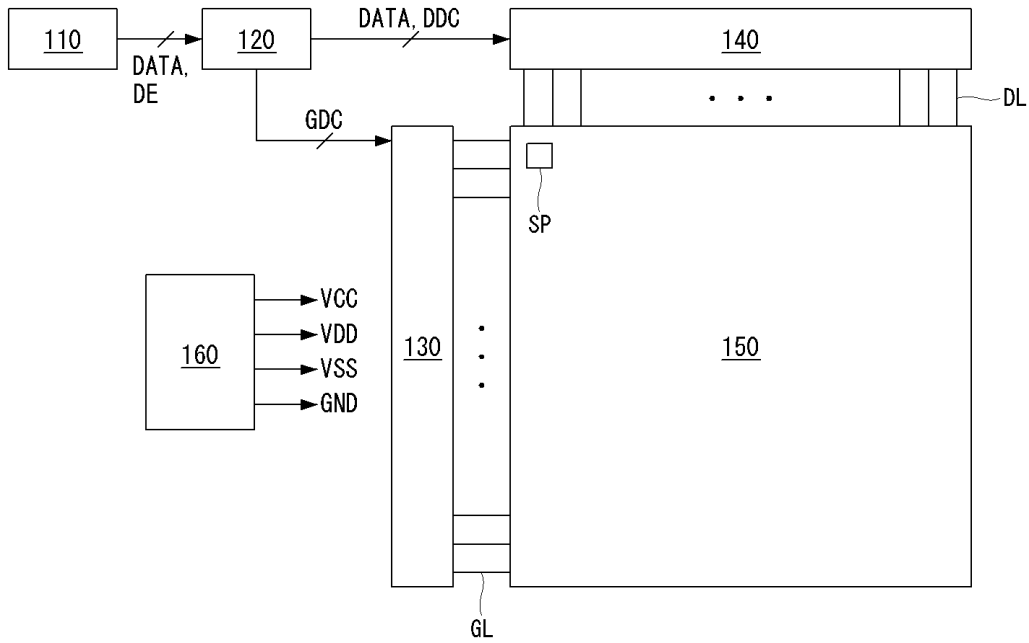 110
120
DATA, DDC
140
DATA,
DE
DL
GDC
SP
VCC
VDD
VSS
GND
160
130
150
GL